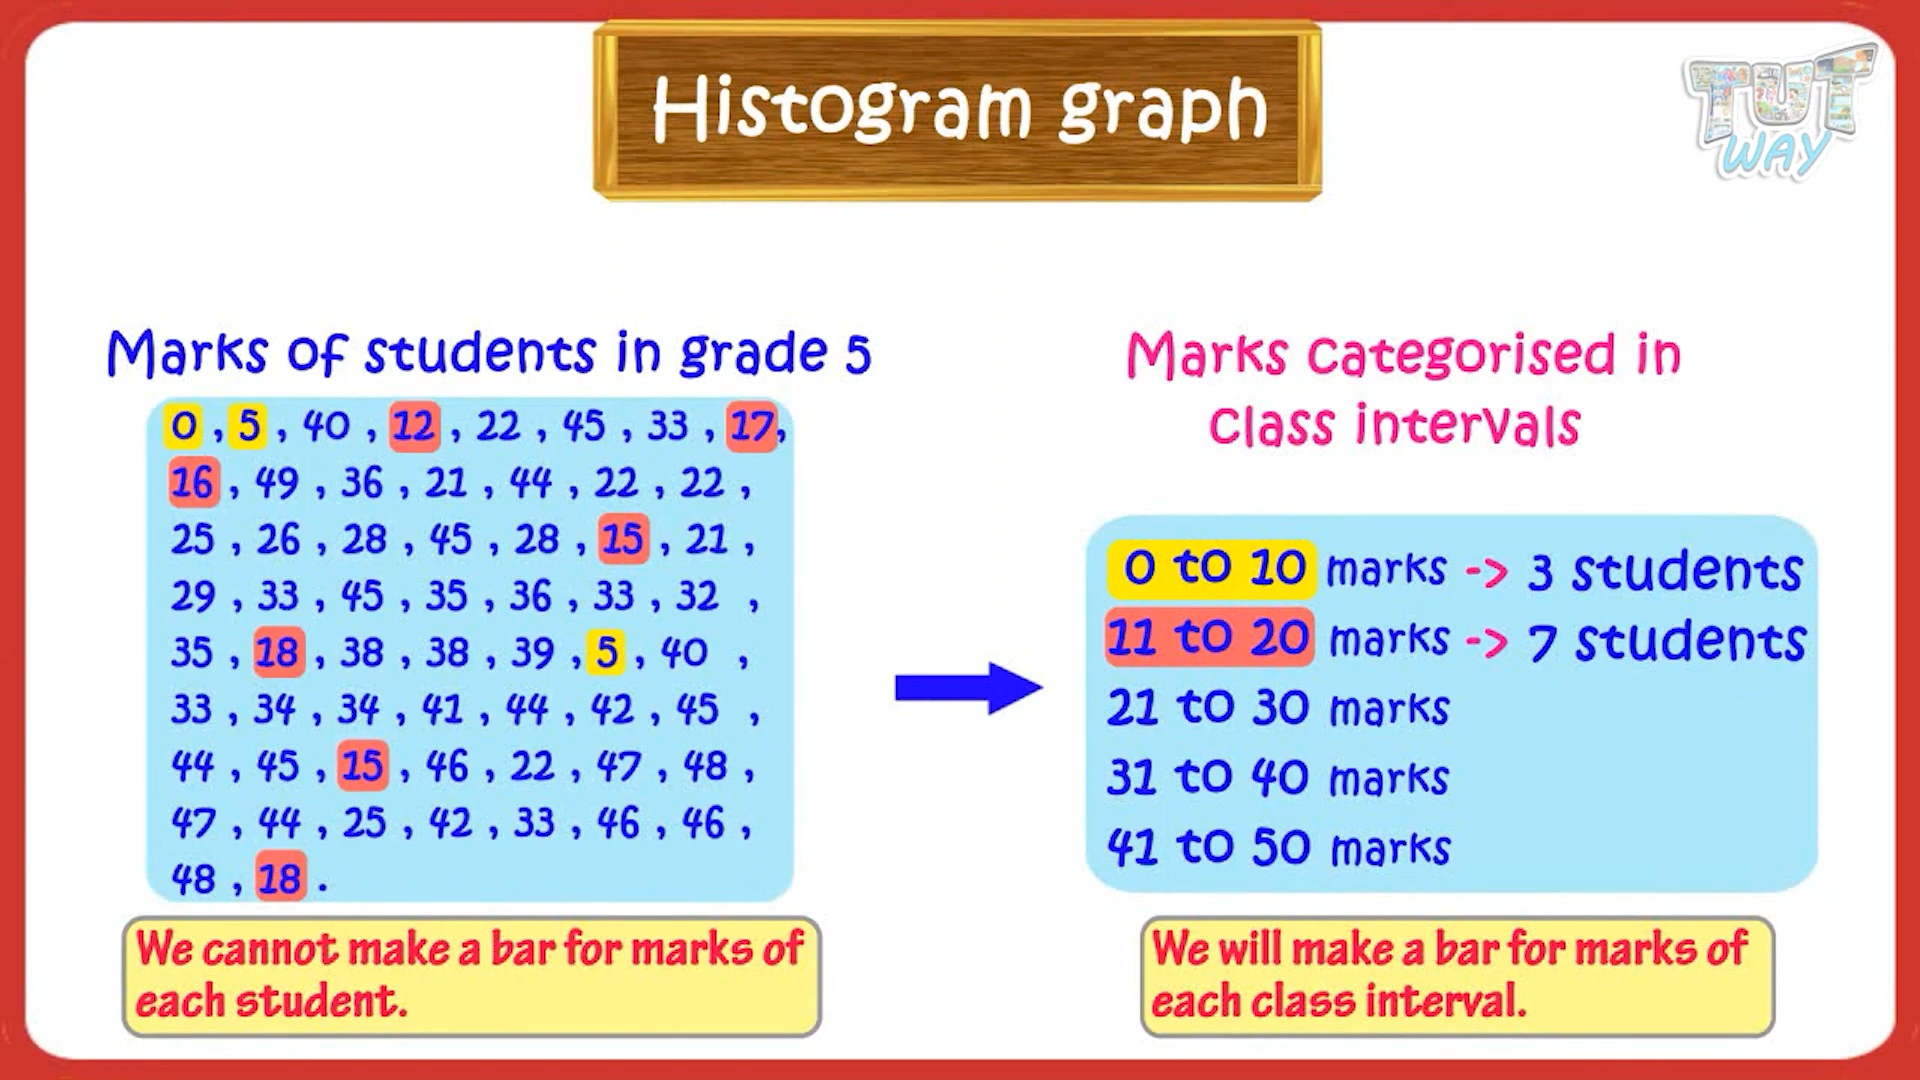 Histogram graph
TUT
WAY
Marks of students in grade 5
0 , 5 , 40 , 12 , 22 , 45 , 33 , 17,
16 , 49 , 36 , 21 , 44 , 22 , 22 ,
25 , 26 , 28 , 45 , 28 , 15 , 21 ,
29 , 33 , 45 , 35 , 36 , 33 , 32 ,
35 , 18 , 38 , 38 , 39 , 5 , 40 ,
33 , 34 , 34 , 41 , 44 , 42 , 45 ,
44 , 45 , 15 , 46 , 22 , 47 , 48 ,
47 , 44 , 25 , 42 , 33 , 46 , 46 ,
48 , 18 .
We cannot make a bar for marks of
each student.
Marks categorised in
class intervals
0 to 10 marks -> 3 students
11 to 20 marks -> 7 students
21 to 30 marks
31 to 40 marks
41 to 50 marks
We will make a bar for marks of
each class interval.